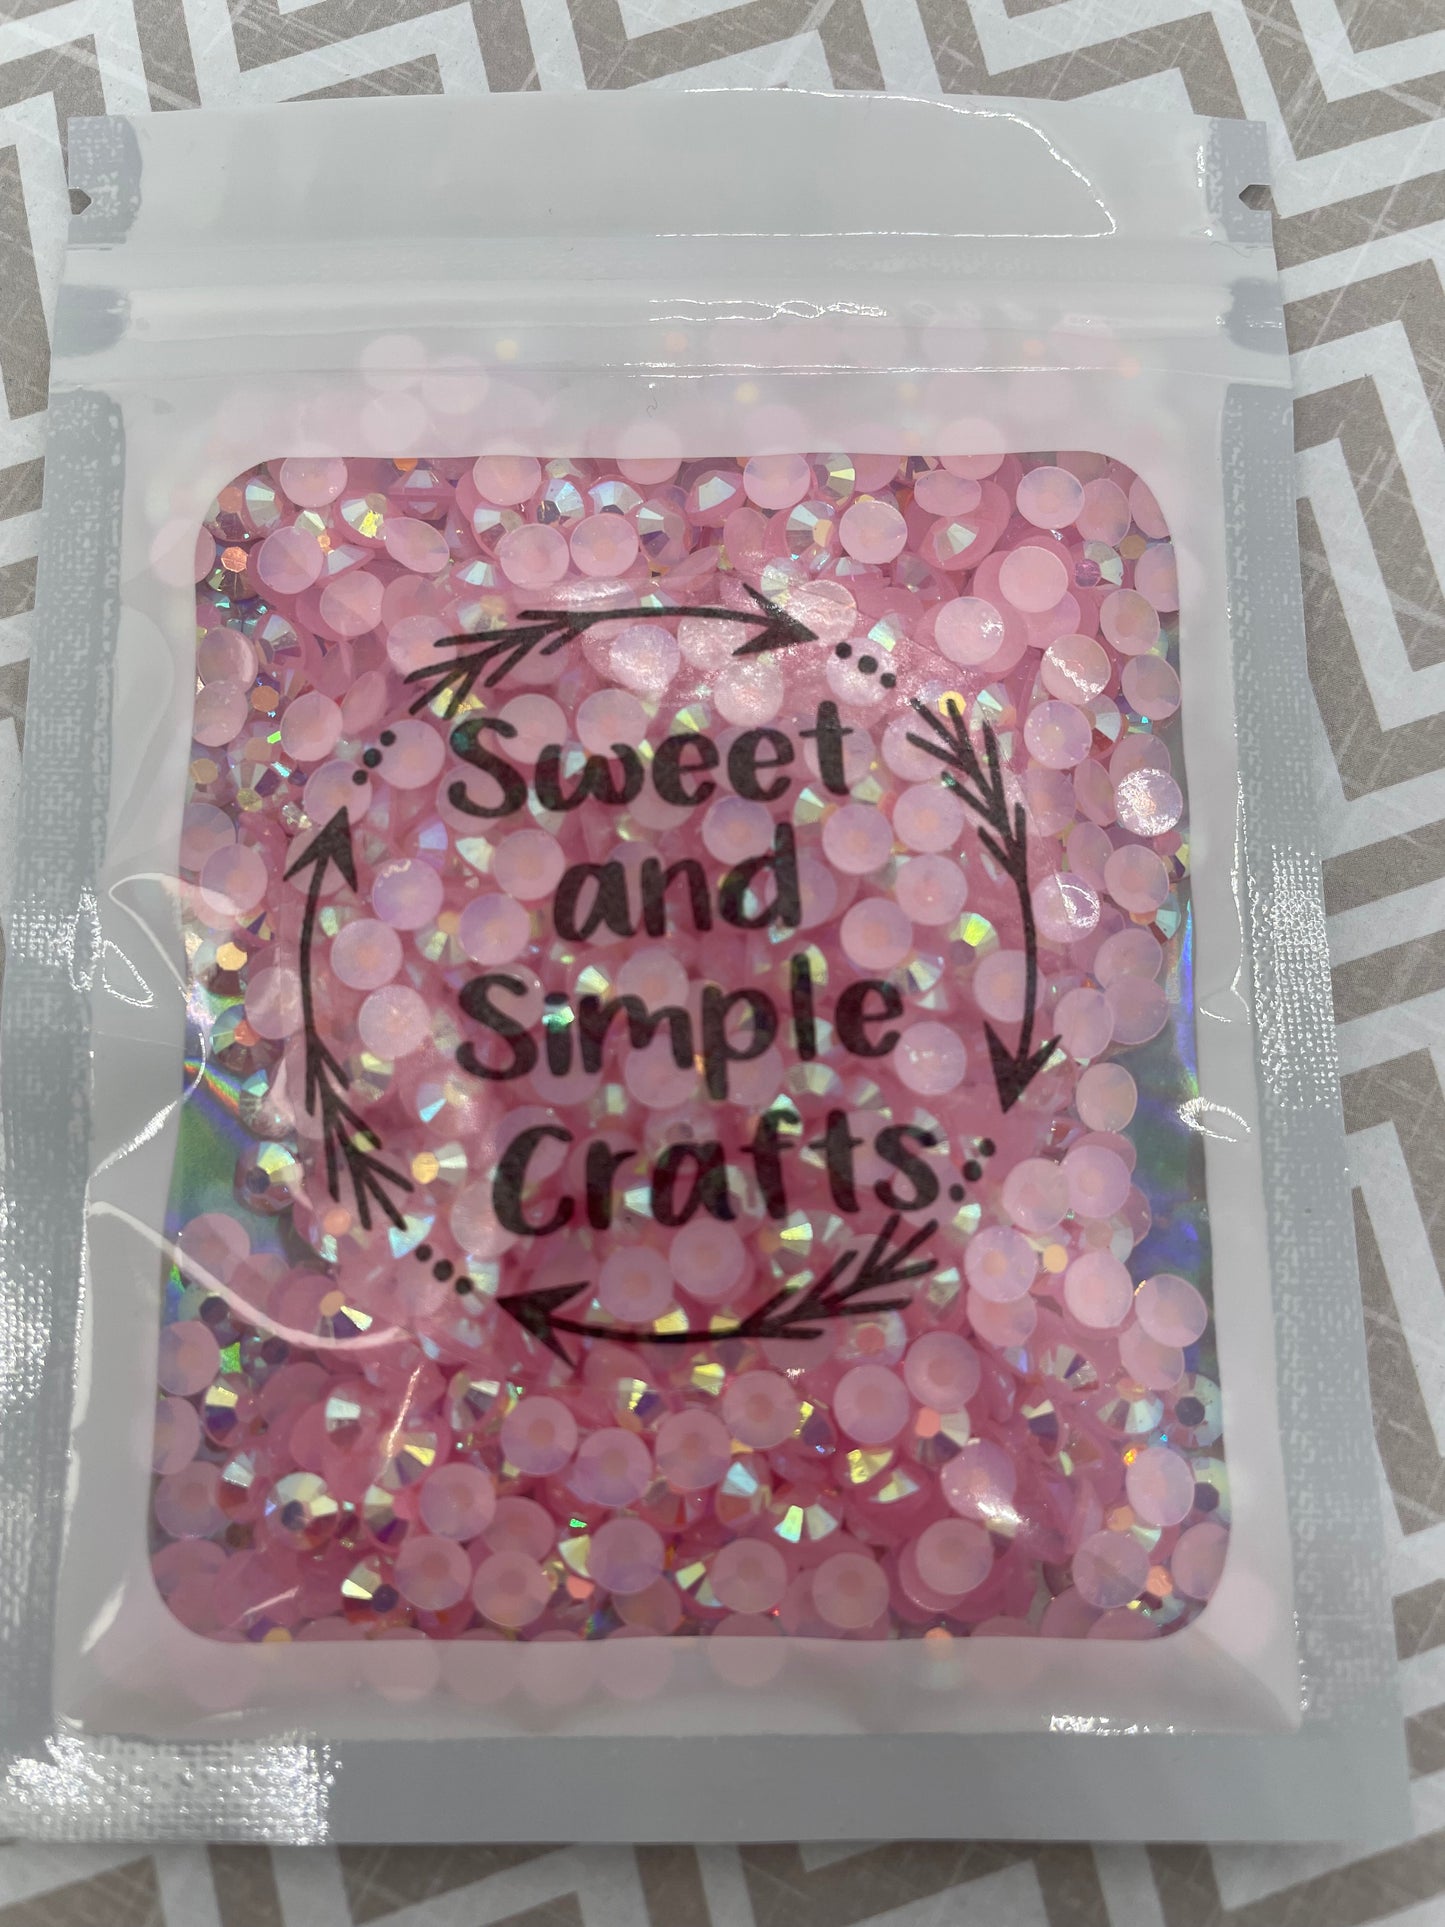 Sweet
and
Simple
Crafts